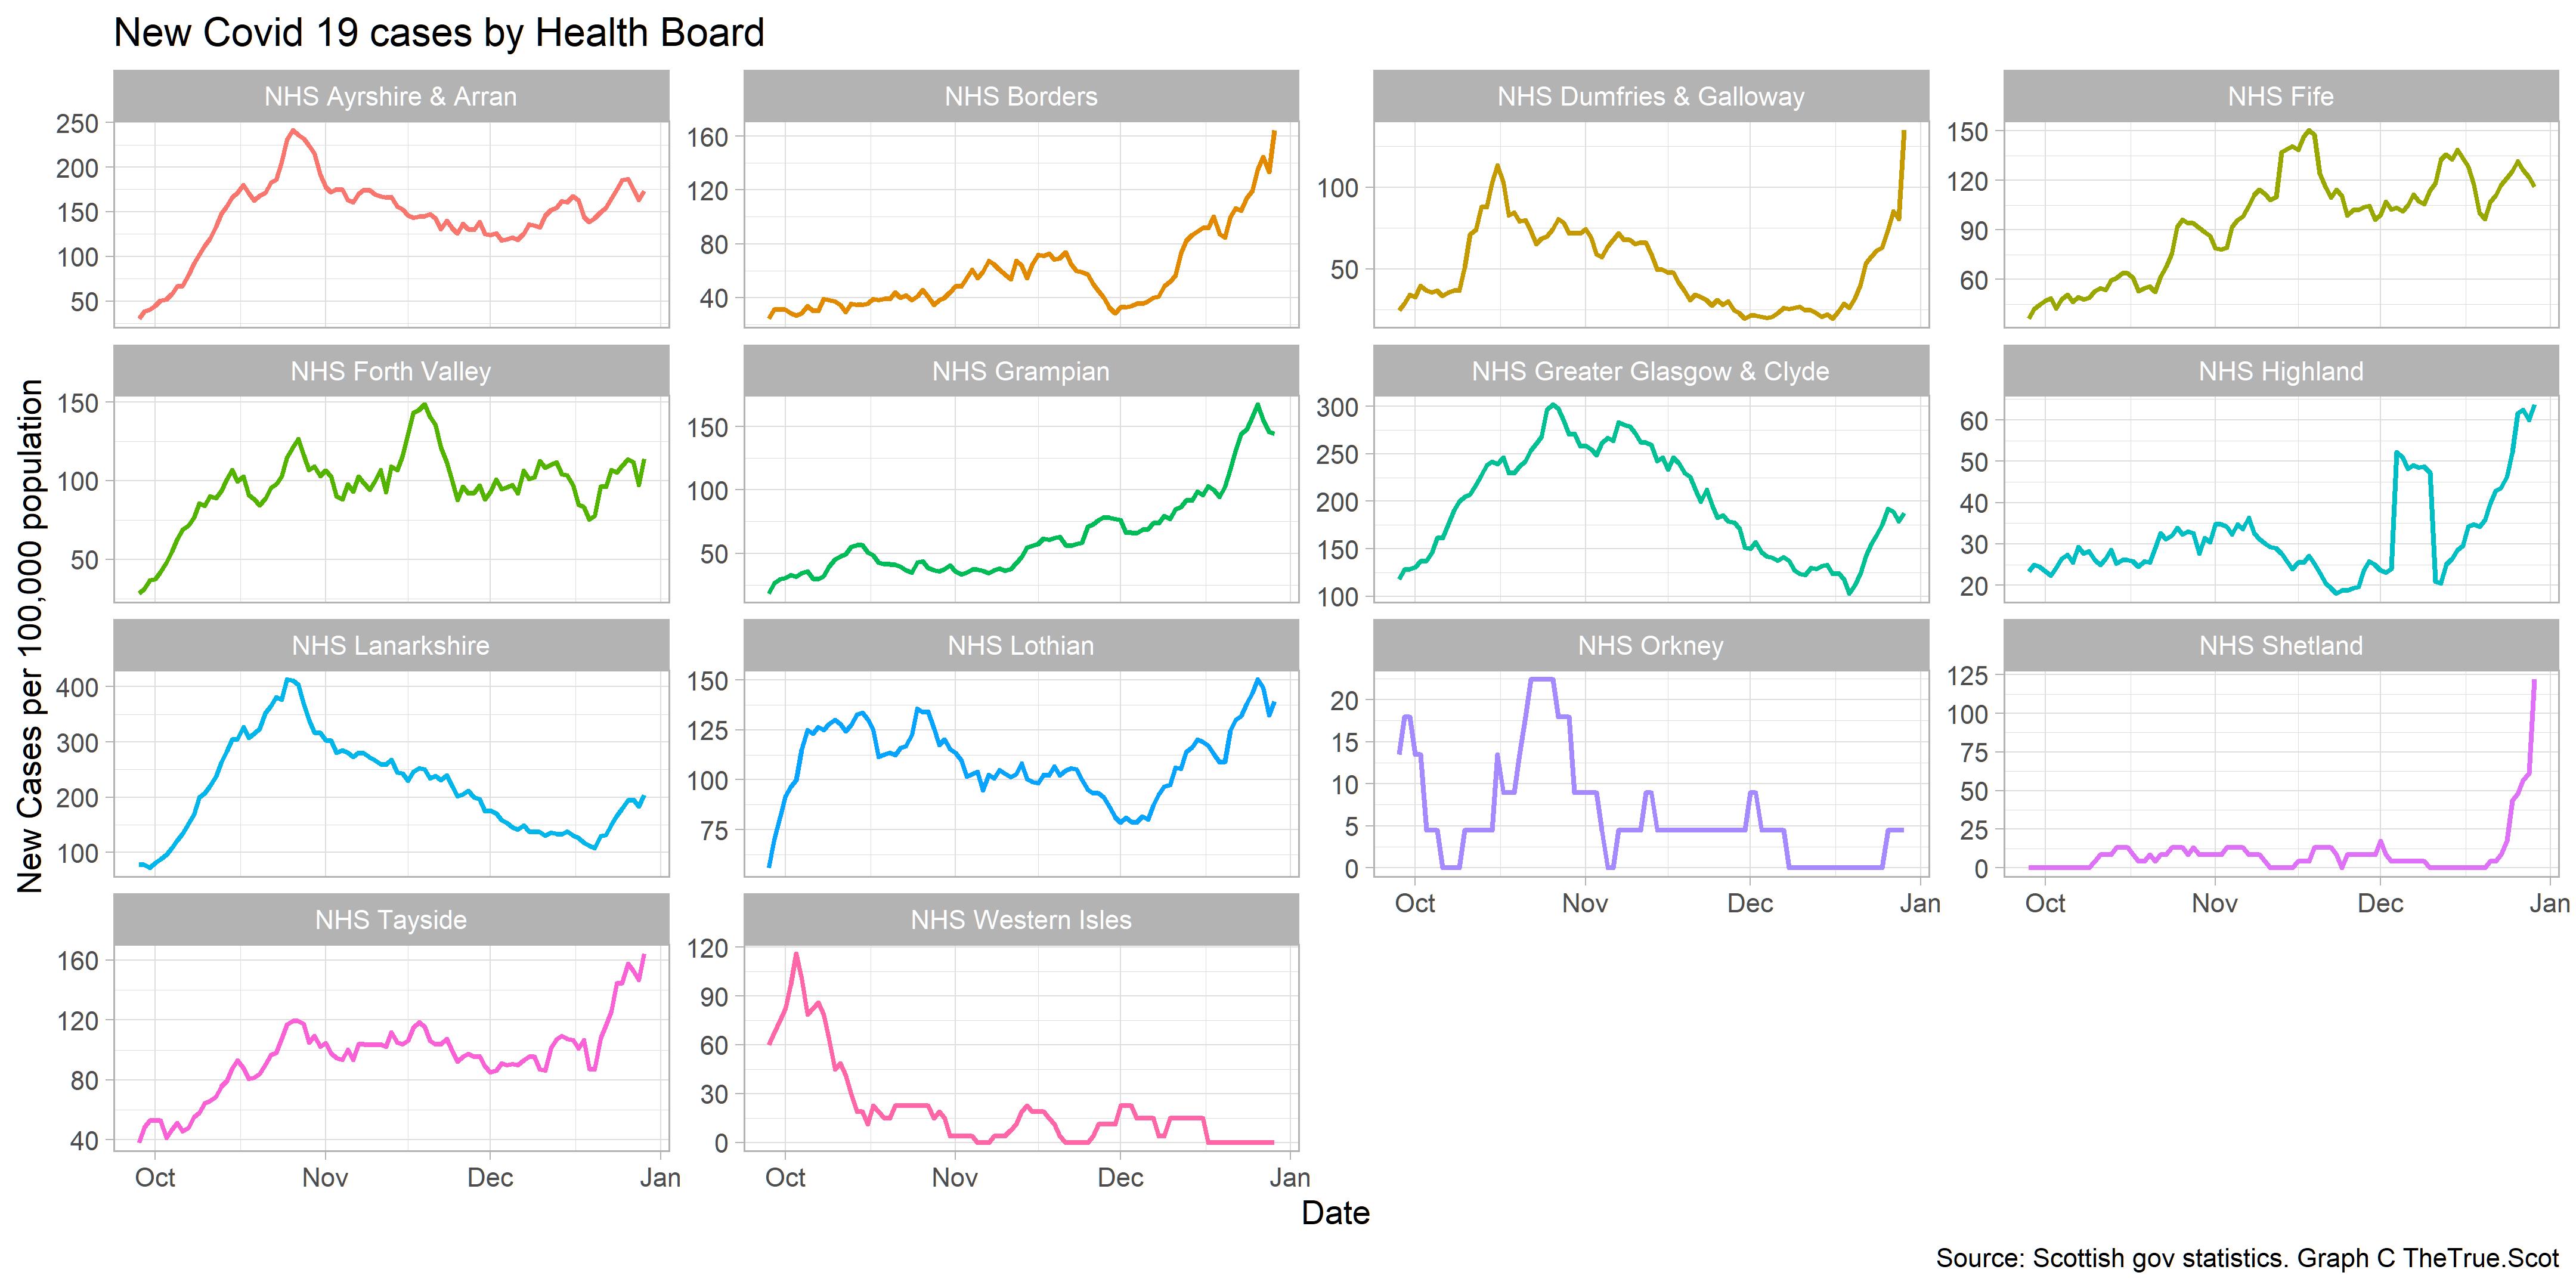 New Covid 19 cases by Health Board
NHS Ayrshire & Arran
NHS Borders
NHS Dumfries & Galloway
NHS Fife
250
200
150
100
50
160
120
80
40
100
50
150
120
90
60
NHS Forth Valley
NHS Grampian
NHS Greater Glasgow & Clyde
NHS Highland
150
100
50
150
100
50
300
250
200
150
100
60
50
40
30
20
NHS Lanarkshire
NHS Lothian
NHS Orkney
NHS Shetland
400
300
200
100
150
125
100
75
20
15
10
5
0
125
100
75
50
25
0
Oct Nov Dec Jan
Oct Nov Dec Jan
NHS Tayside
NHS Western Isles
160
120
80
40
120
90
60
30
0
Oct Nov Dec Jan
Oct Nov Dec Jan
New Cases per 100,000 population
Date
Source: Scottish gov statistics. Graph C TheTrue.Scot